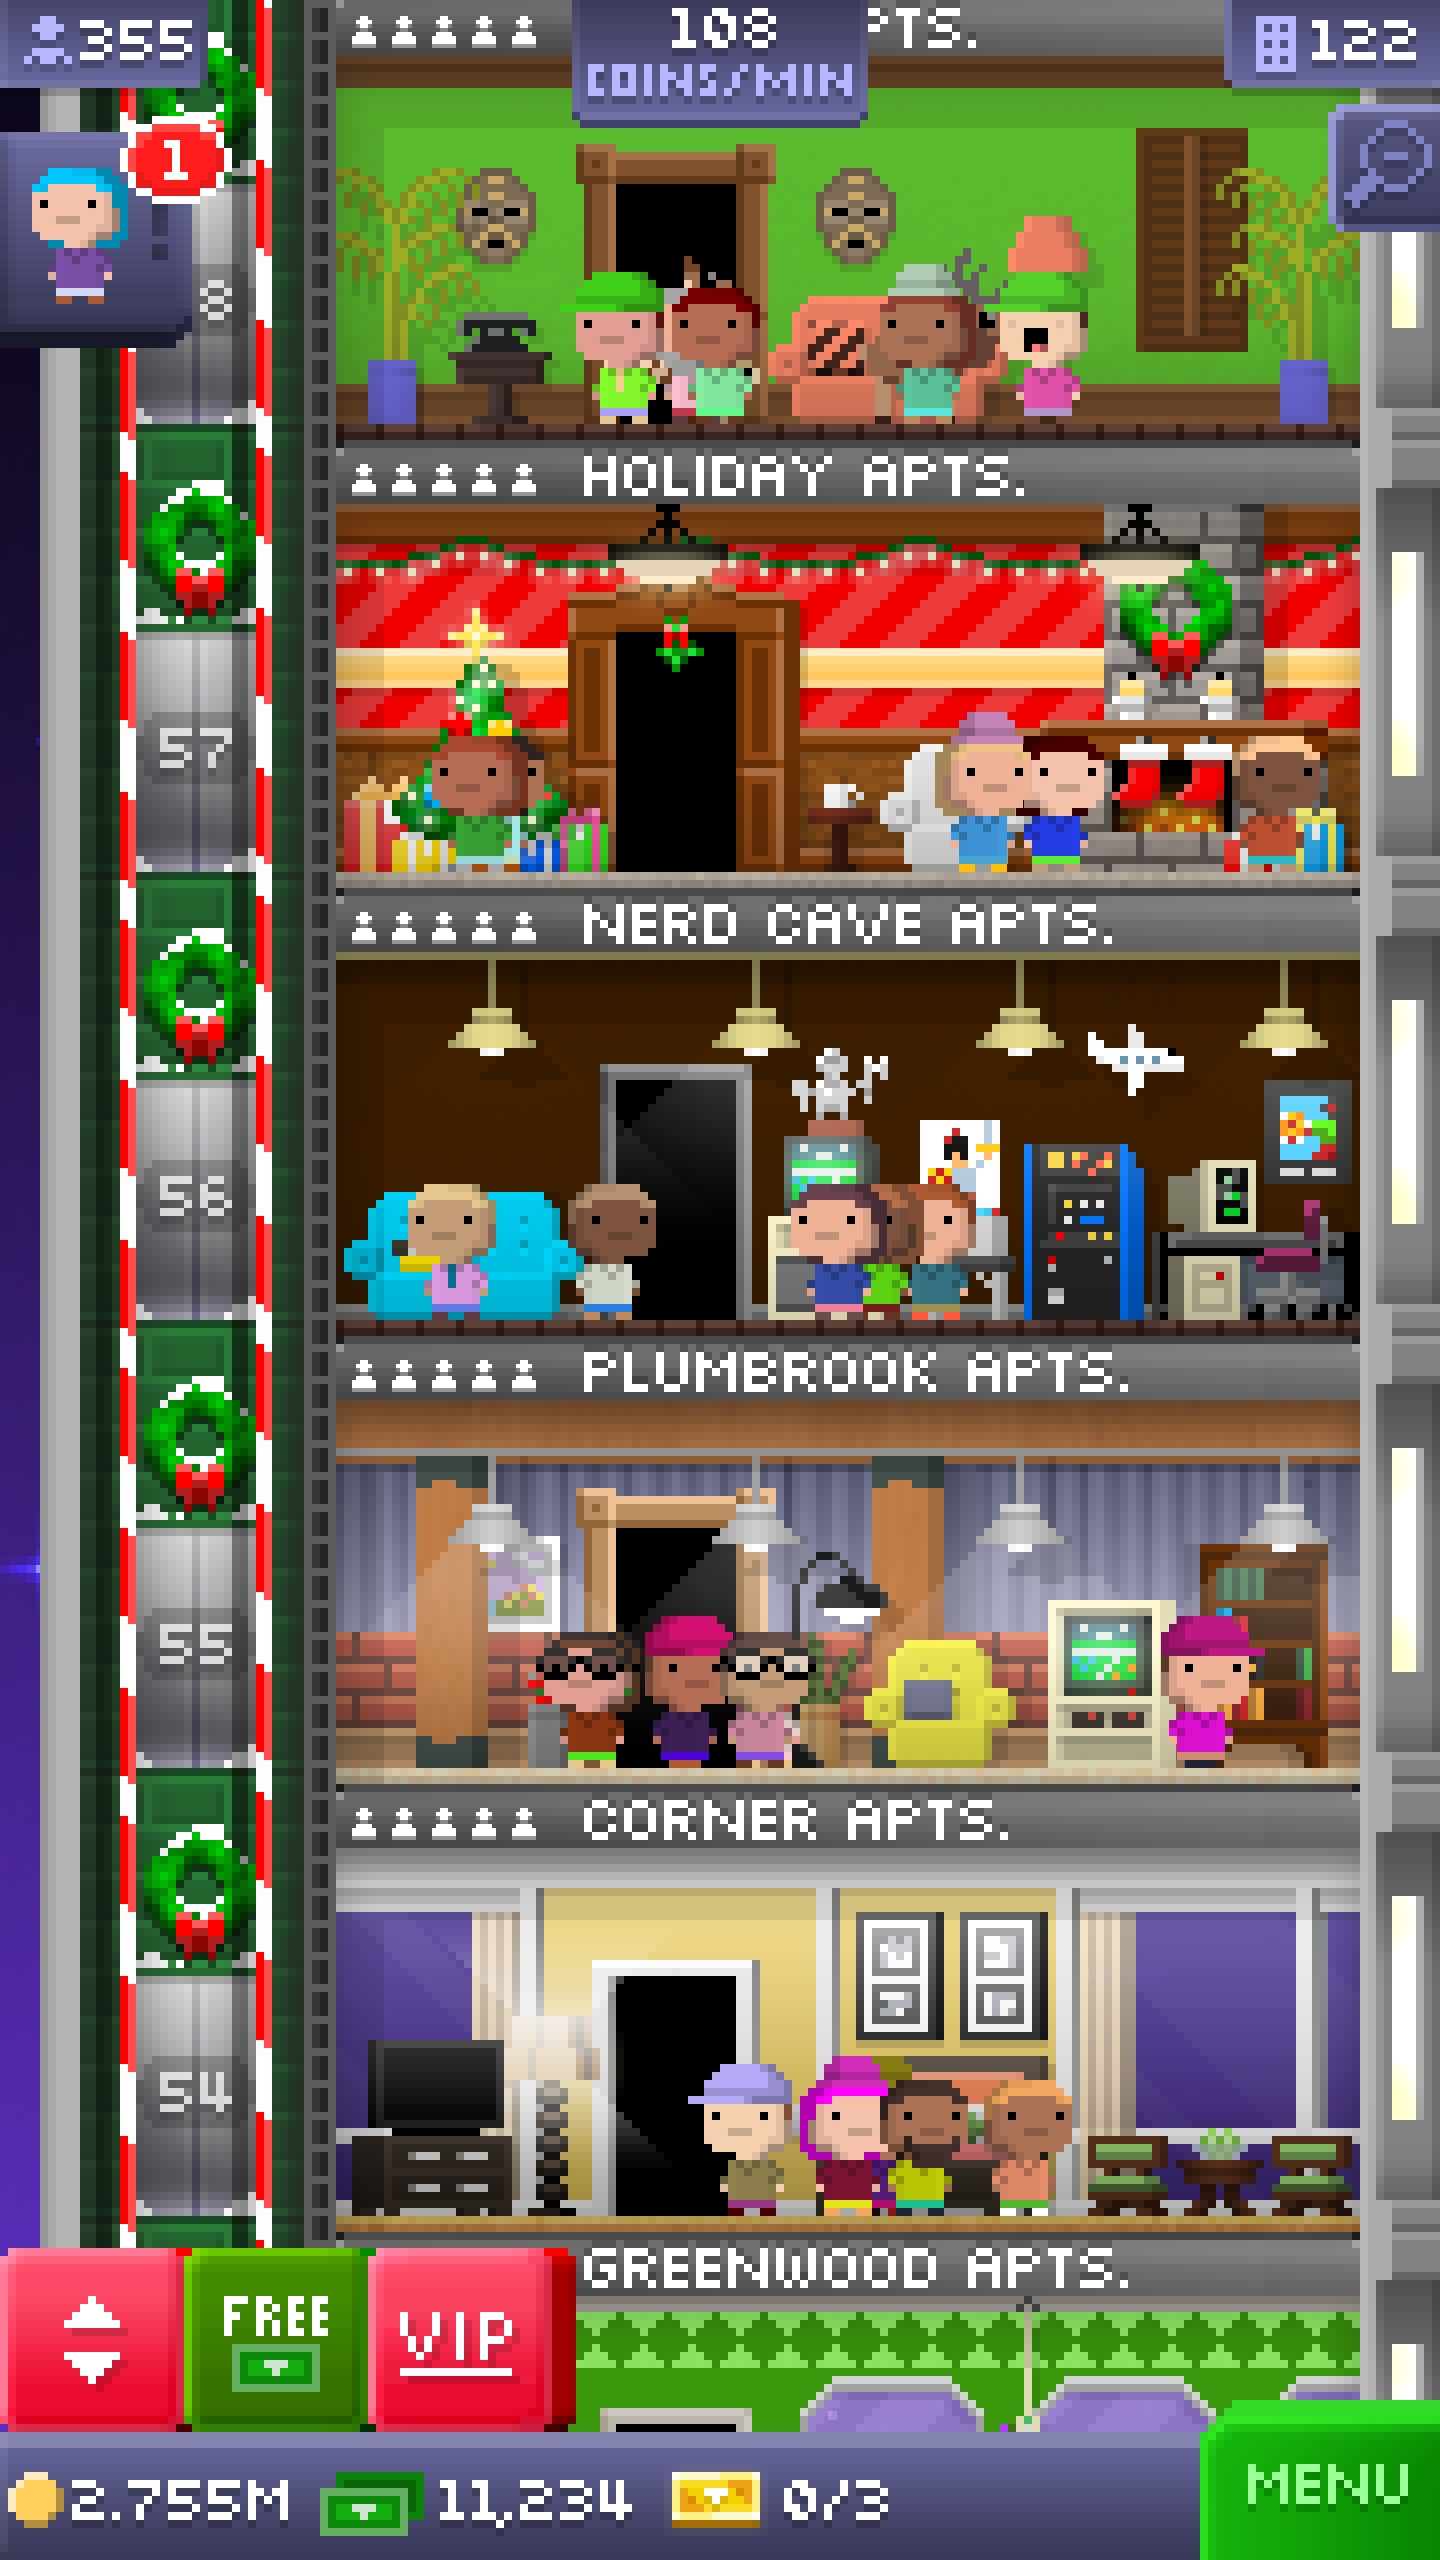 355
108
COINS/MIN
PTS.
122
1
8
HOLIDAY APTS.
57
NERD CAVE APTS.
56
PLUMBROOK APTS.
55
CORNER APTS.
54
GREENWOOD APTS.
FREE
VIP
2.755M
11,234
0/3
MENU